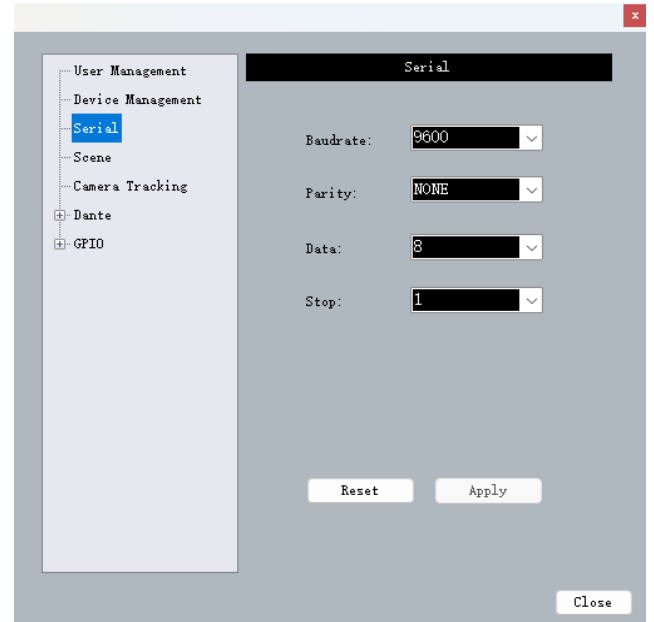 x
User Management
Device Management
Serial
Scene
Camera Tracking
Dante
GPIO
Serial
Baudrate: 9600
Parity: NONE
Data: 8
Stop: 1
Reset Apply
Close